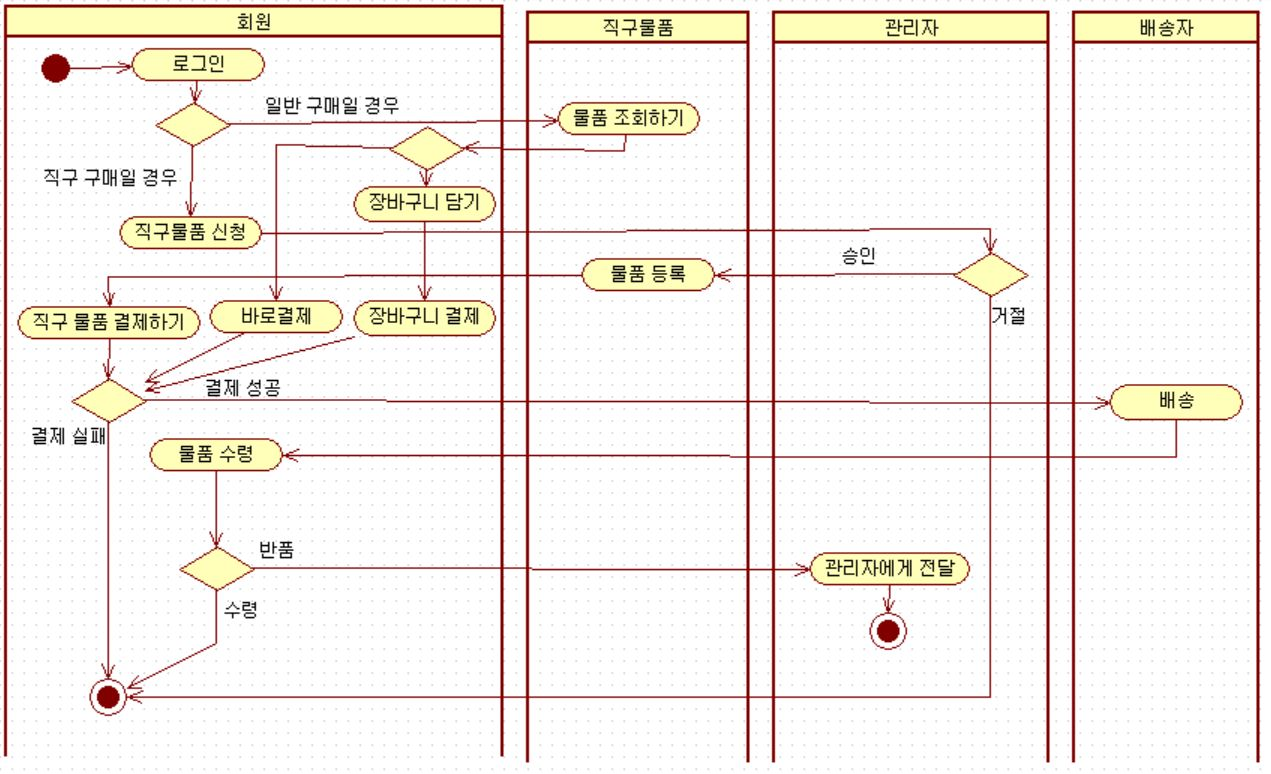 회원
직구물품
관리자
배송자
로그인
일반 구매일 경우
물품 조회하기
직구 구매일 경우
장바구니 담기
직구물품 신청
승인
물품 등록
거절
직구 물품 결제하기
바로결제
장바구니 결제
결제 성공
배송
결제 실패
물품 수령
반품
관리자에게 전달
수령